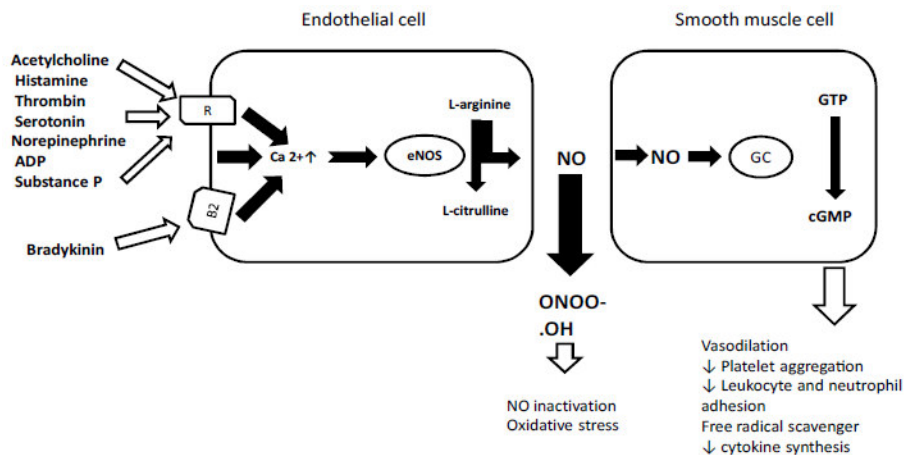 Endothelial cell
Smooth muscle cell
Acetylcholine
Histamine
Thrombin
Serotonin
Norepinephrine
ADP
Substance P
Bradykinin
R
B2
Ca 2+↑
eNOS
L-arginine
L-citrulline
NO
NO
GC
GTP
cGMP
ONOO-
.OH
NO inactivation
Oxidative stress
Vasodilation
↓ Platelet aggregation
↓ Leukocyte and neutrophil
adhesion
Free radical scavenger
↓ cytokine synthesis